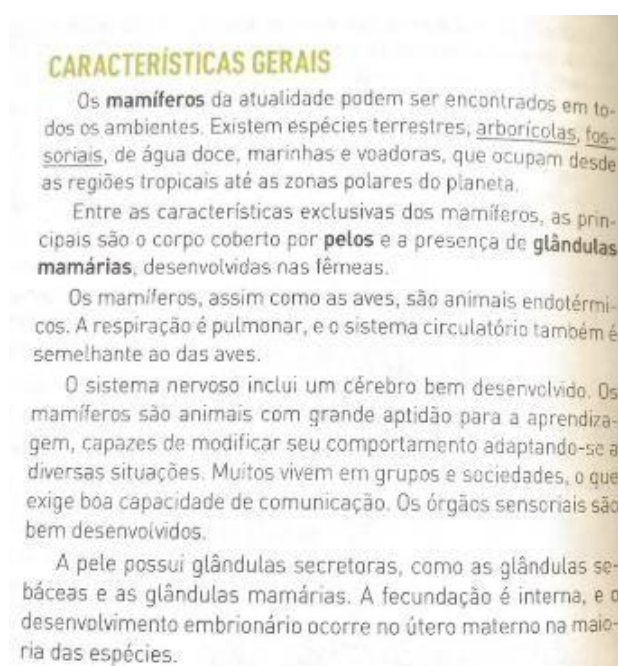 CARACTERÍSTICAS GERAIS
Os mamíferos da atualidade podem ser encontrados em to-
dos os ambientes. Existem espécies terrestres, arborícolas, fos-
soriais, de água doce, marinhas e voadoras, que ocupam desde
as regiões tropicais até as zonas polares do planeta.
Entre as características exclusivas dos mamíferos, as prin-
cipais são o corpo coberto por pelos e a presença de glândulas
mamárias, desenvolvidas nas fêmeas.
Os mamíferos, assim como as aves, são animais endotérmi-
cos. A respiração é pulmonar, e o sistema circulatório também é
semelhante ao das aves.
O sistema nervoso inclui um cérebro bem desenvolvido. Os
mamíferos são animais com grande aptidão para a aprendiza-
gem, capazes de modificar seu comportamento adaptando-se a
diversas situações. Muitos vivem em grupos e sociedades, o que
exige boa capacidade de comunicação. Os órgãos sensoriais são
bem desenvolvidos.
A pele possui glândulas secretoras, como as glândulas se-
báceas e as glândulas mamárias. A fecundação é interna, e o
desenvolvimento embrionário ocorre no útero materno na maio-
ria das espécies.